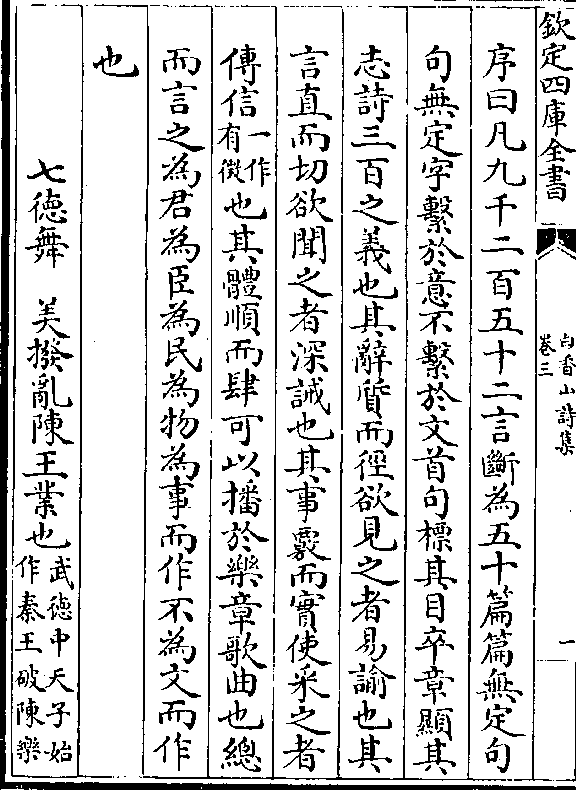 欽定四庫全書
白香山詩集
卷三
一
序曰凡九千二百五十二言斷為五十篇篇無定句
句無定字繫於意不繫於文首句標其目卒章顯其
志詩三百之義也其辭質而徑欲見之者易諭也其
言直而切欲聞之者深誡也其事覈而實使采之者
傳信一作有徵也其體順而肆可以播於樂章歌曲也總
而言之為君為臣為民為物為事而作不為文而作
也
七德舞　美撥亂陳王業也武德中天子始作秦王破陳樂